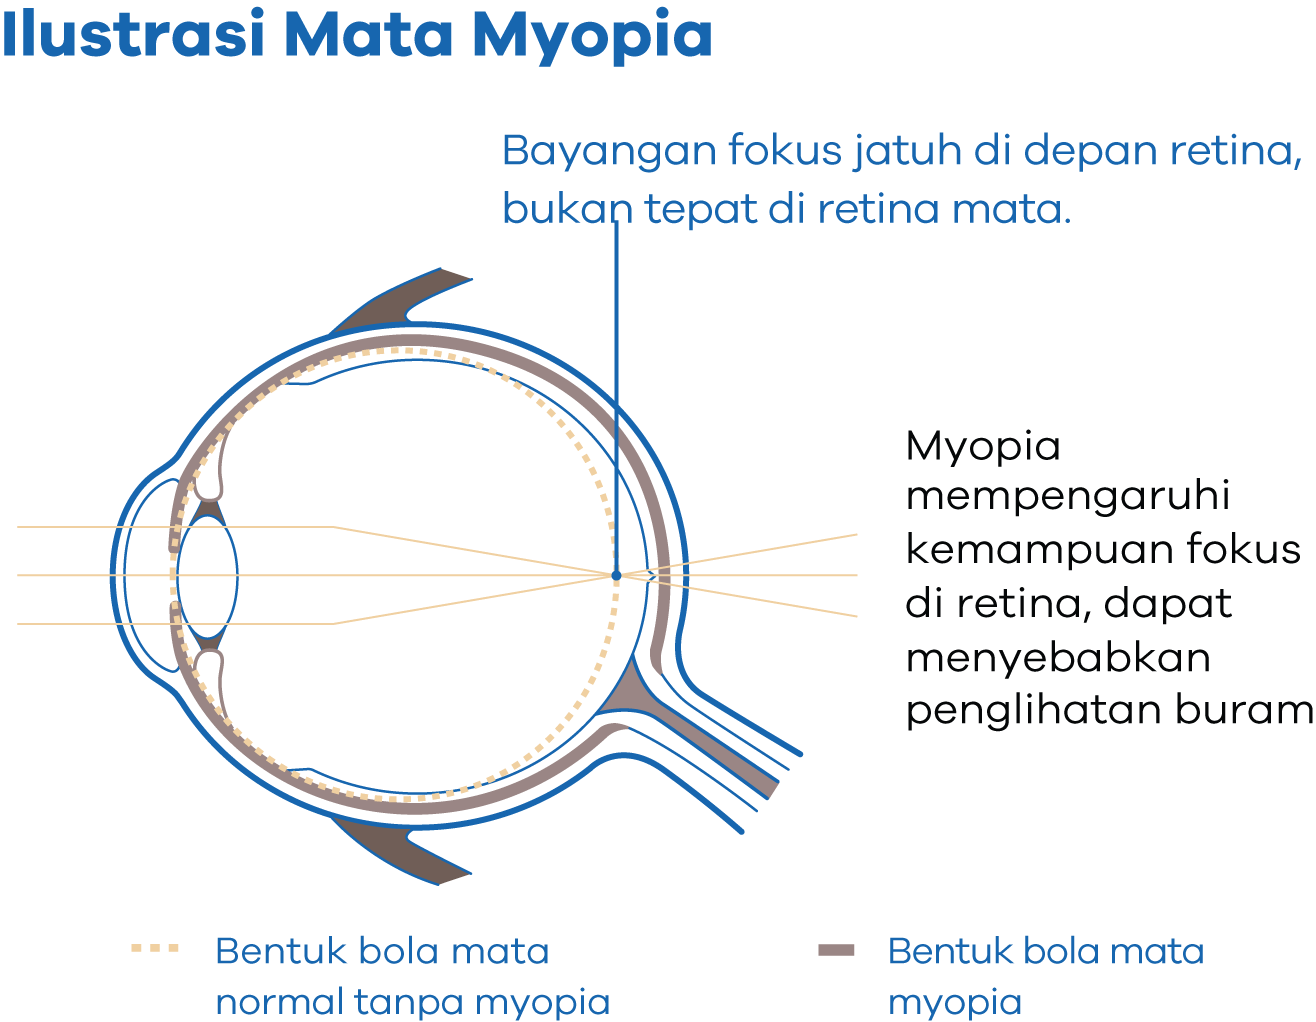 Ilustrasi Mata Myopia
Bayangan fokus jatuh di depan retina,
bukan tepat di retina mata.
Myopia
mempengaruhi
kemampuan fokus
di retina, dapat
menyebabkan
penglihatan buram
Bentuk bola mata
normal tanpa myopia
Bentuk bola mata
myopia